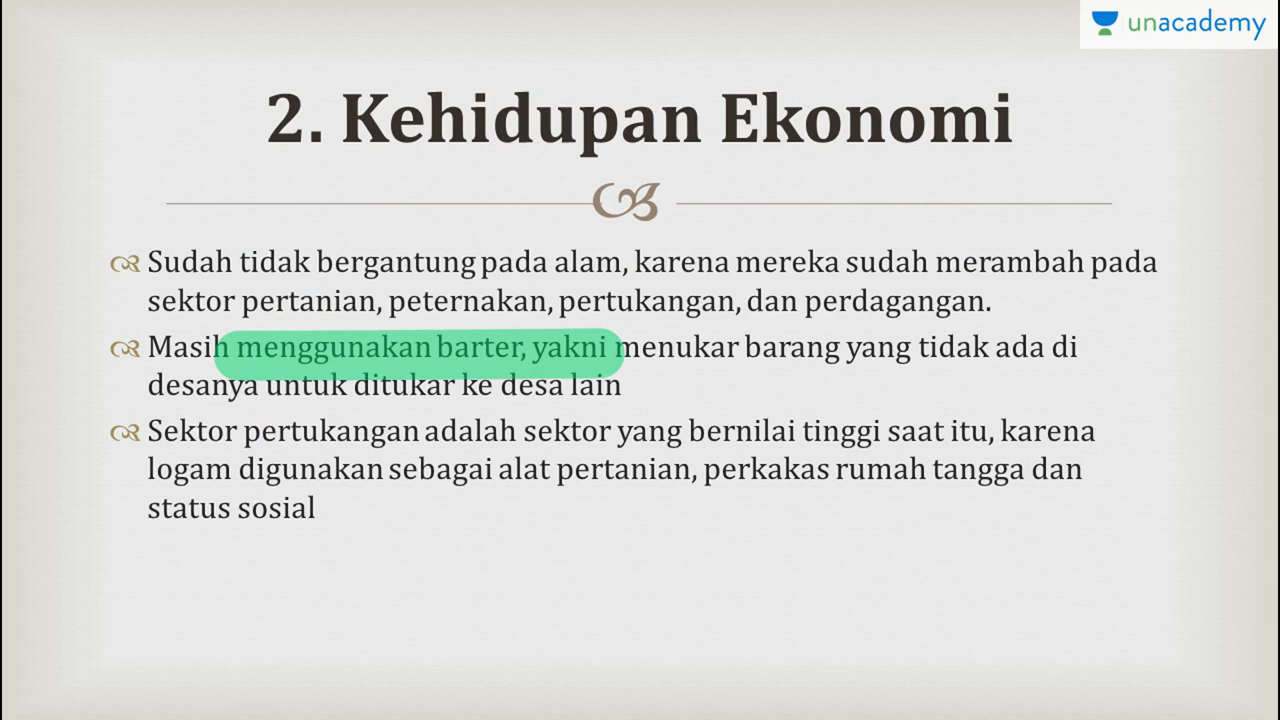 unacademy
2. Kehidupan Ekonomi
Sudah tidak bergantung pada alam, karena mereka sudah merambah pada
sektor pertanian, peternakan, pertukangan, dan perdagangan.
Masih menggunakan barter, yakni menukar barang yang tidak ada di
desanya untuk ditukar ke desa lain
Sektor pertukangan adalah sektor yang bernilai tinggi saat itu, karena
logam digunakan sebagai alat pertanian, perkakas rumah tangga dan
status sosial